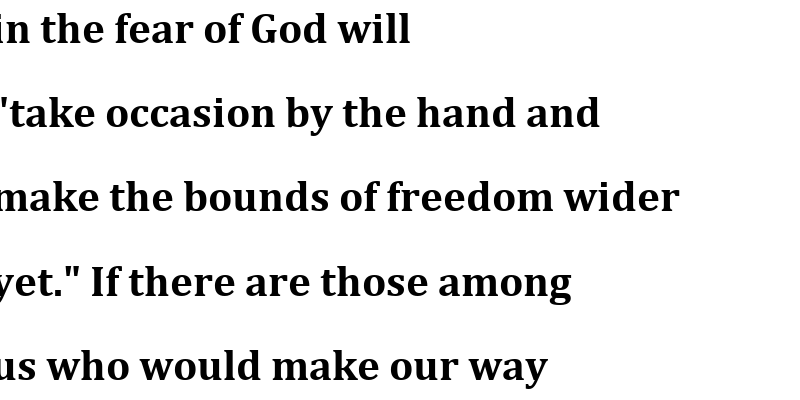 in the fear of God will
'take occasion by the hand and
make the bounds of freedom wider
yet." If there are those among
us who would make our way